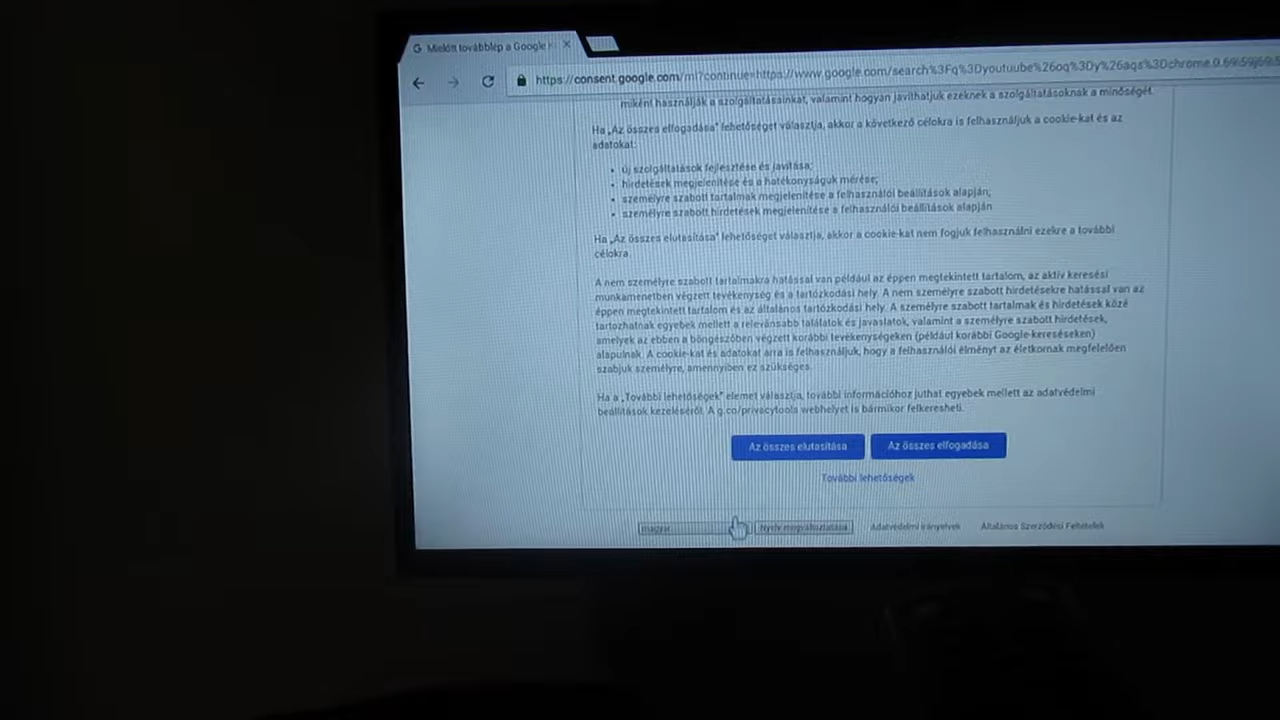 G Mielőtt továbblép a Google
https://consent.google.com/ml?continue=https://www.google.com/search%3Fq%3Dyoutuube%26oq%3Dy%26aqs%3Dchrome.0.69i59j69i
miként használják a szolgáltatásainkat, valamint hogyan javíthatjuk ezeknek a szolgáltatásoknak a minőségét.
Ha „Az összes elfogadása” lehetőséget választja, akkor a következő célokra is felhasználjuk a cookie-kat és az
adatokat:
• új szolgáltatások fejlesztése és javítása;
• hirdetések megjelenítése és a hatékonyságuk mérése;
• személyre szabott tartalmak megjelenítése a felhasználói beállítások alapján;
• személyre szabott hirdetések megjelenítése a felhasználói beállítások alapján
Ha „Az összes elutasítása” lehetőséget választja, akkor a cookie-kat nem fogjuk felhasználni ezekre a további
célokra.
A nem személyre szabott tartalmakra hatással van például az éppen megtekintett tartalom, az aktív keresési
munkamenetben végzett tevékenység és a tartózkodási hely. A nem személyre szabott hirdetésekre hatással van az
éppen megtekintett tartalom és az általános tartózkodási hely. A személyre szabott tartalmak és hirdetések közé
tartozhatnak egyebek mellett a relevánsabb találatok és javaslatok, valamint a személyre szabott hirdetések,
amelyek az ebben a böngészőben végzett korábbi tevékenységeken (például korábbi Google-kereséseken)
alapulnak. A cookie-kat és adatokat arra is felhasználjuk, hogy a felhasználói élményt az életkornak megfelelően
szabjuk személyre, amennyiben ez szükséges.
Ha a „További lehetőségek” elemet választja, további információhoz juthat egyebek mellett az adatvédelmi
beállítások kezeléséről. A g.co/privacytools webhelyet is bármikor felkeresheti.
Az összes elutasítása Az összes elfogadása
További lehetőségek
magyar Nyelv megváltoztatása Adatvédelmi irányelvek Általános Szerződési Feltételek